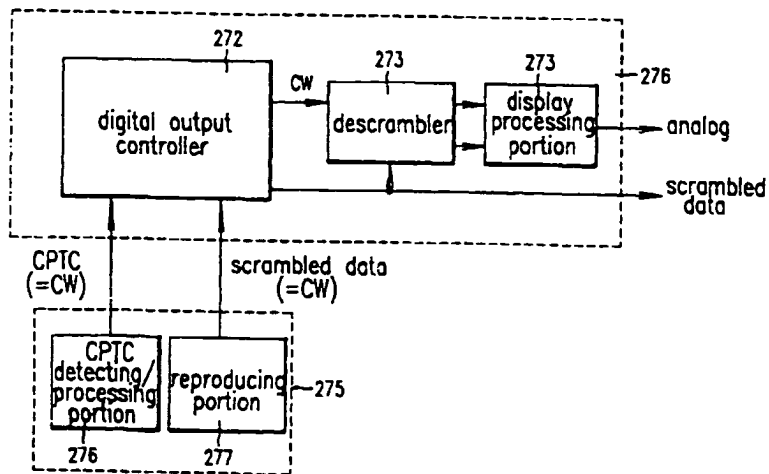 272
digital output
controller
CW
273
descrambler
273
display
processing
portion
276
analog
scrambled
data
CPTC
(=CW)
scrambled data
(=CW)
CPTC
detecting/
processing
portion
276
reproducing
portion
277
275